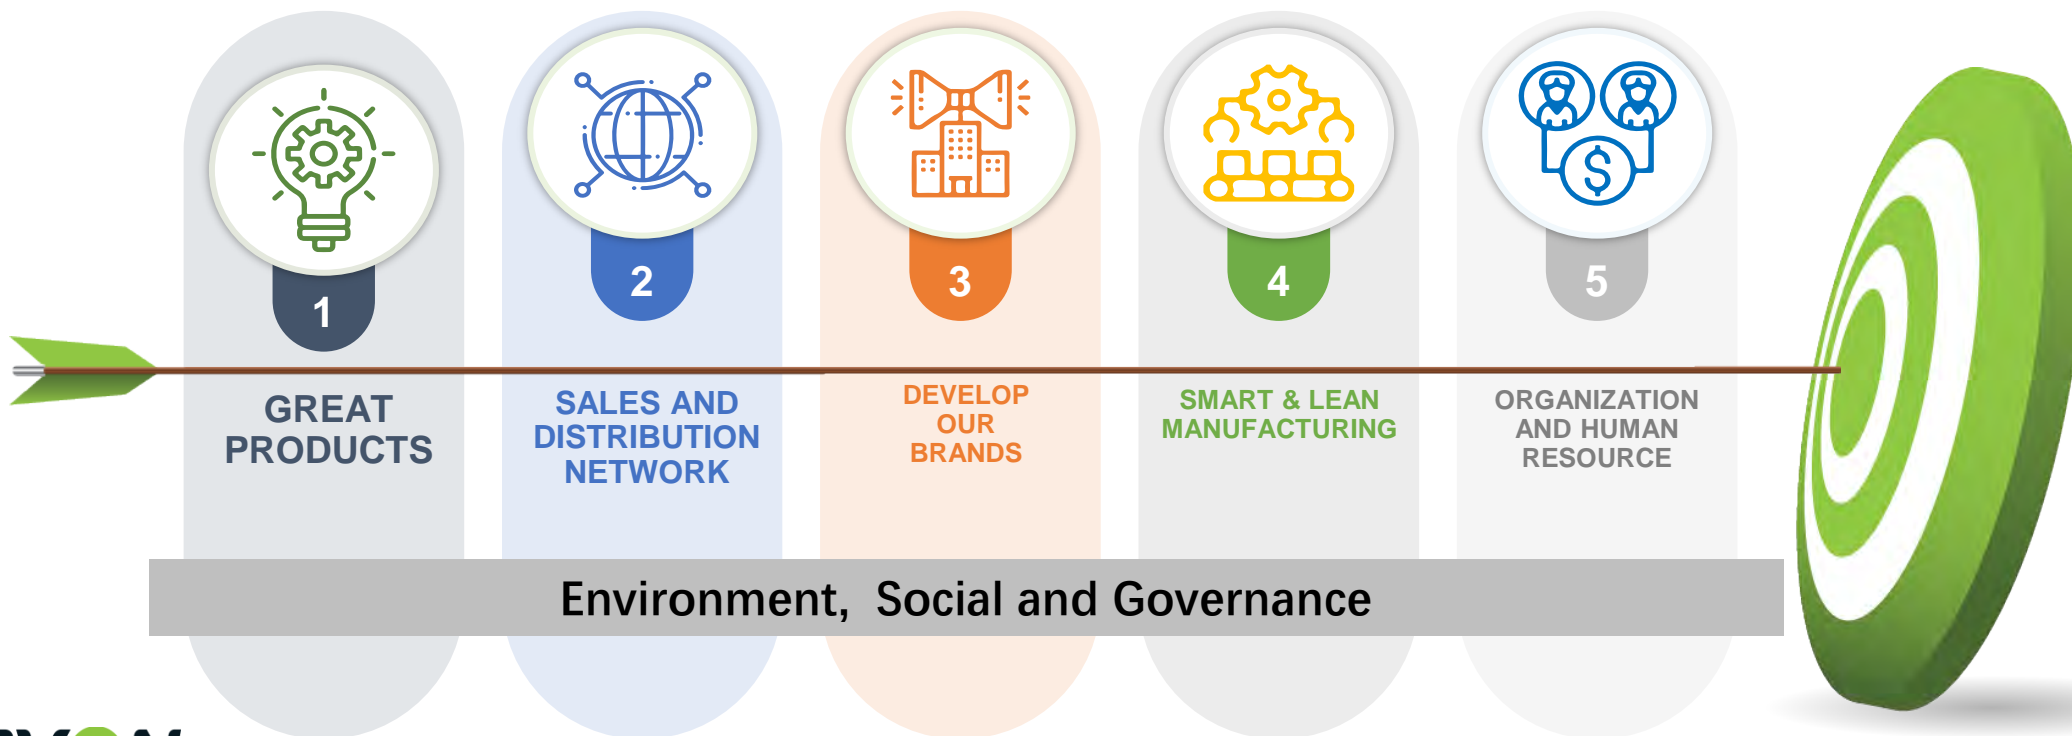 1
GREAT
PRODUCTS
2
SALES AND
DISTRIBUTION
NETWORK
3
DEVELOP
OUR
BRANDS
4
SMART & LEAN
MANUFACTURING
5
ORGANIZATION
AND HUMAN
RESOURCE
Environment, Social and Governance